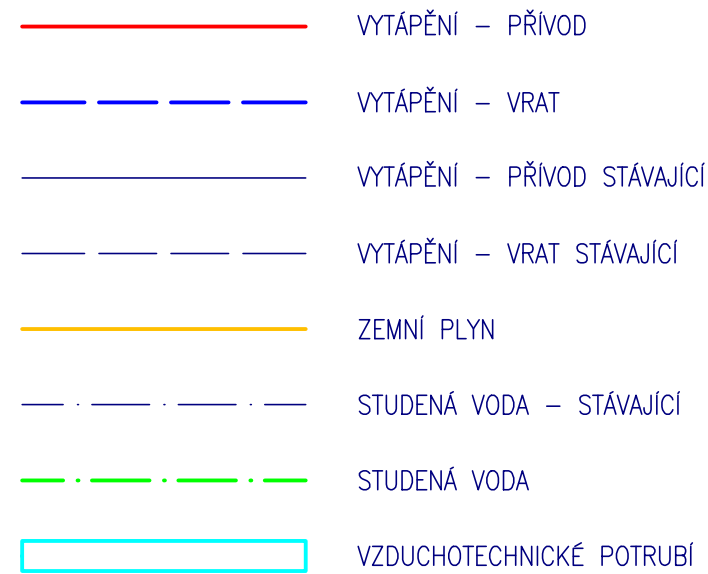 VYTÁPĚNÍ – PŘÍVOD
VYTÁPĚNÍ – VRAT
VYTÁPĚNÍ – PŘÍVOD STÁVAJÍCÍ
VYTÁPĚNÍ – VRAT STÁVAJÍCÍ
ZEMNÍ PLYN
STUDENÁ VODA – STÁVAJÍCÍ
STUDENÁ VODA
VZDUCHOTECHNICKÉ POTRUBÍ